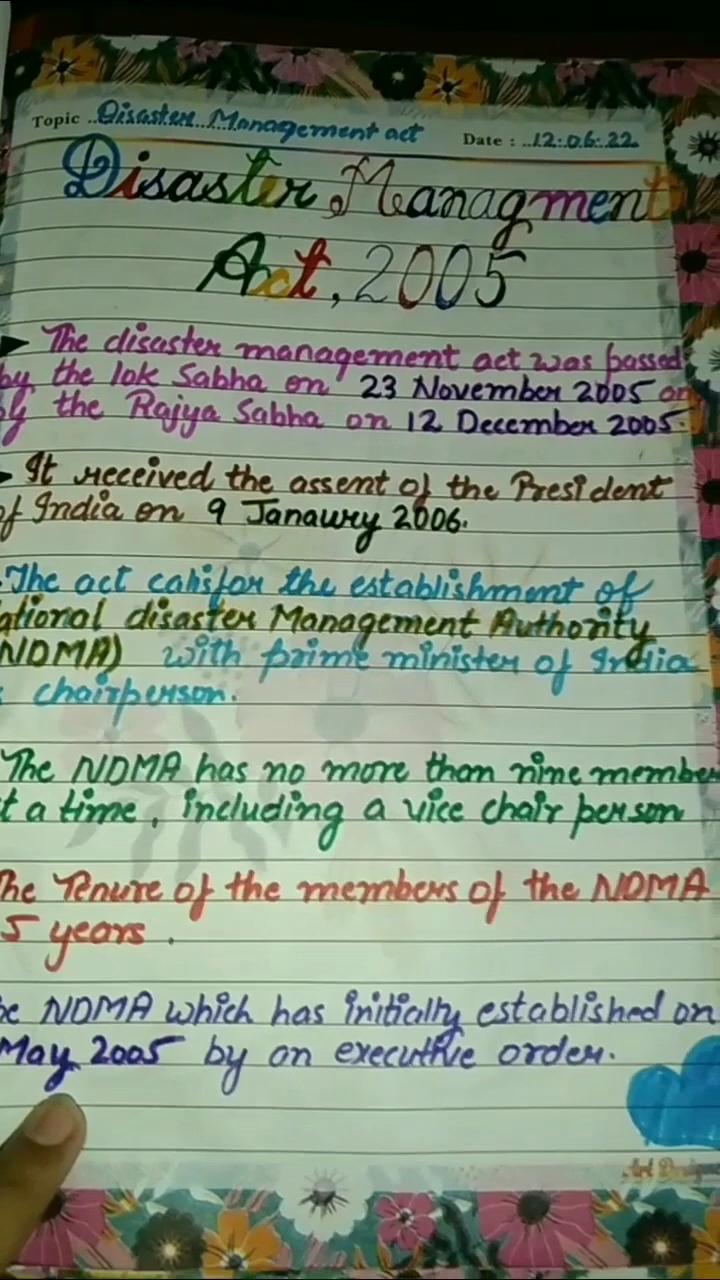 Topic ..Disaster Management act
Date : ..12.06.22.
Disaster Managment
Act, 2005
The disaster management act was passed
by the lok Sabha on 23 November 2005 an
by the Rajya Sabha on 12 December 2005.
It received the assent of the President
of India on 9 Janawry 2006.
The act calls for the establishment of
ational disaster Management Authority
NDMA) with prime minister of India
chairperson.
The NDMA has no more than nine member
t a time, including a vice chair person
he Tenure of the members of the NDMA
5 years.
he NDMA which has initially established on
May 2005 by on executive order.